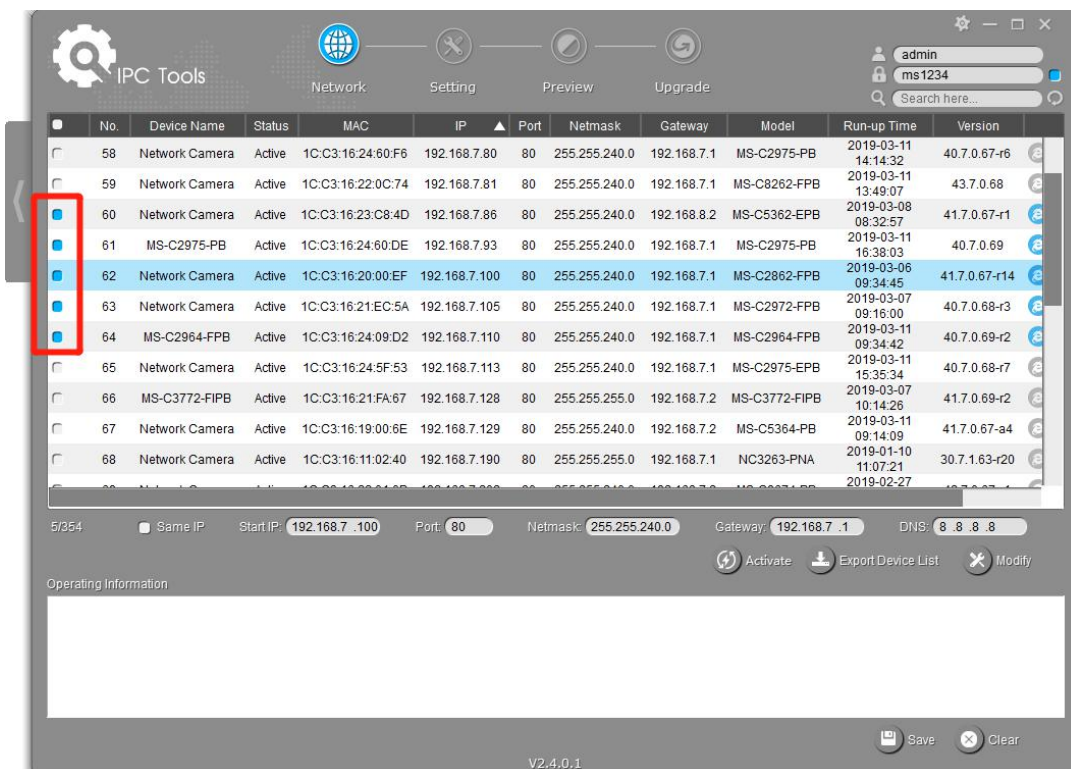 admin
IPC Tools
ms1234
Network Setting Preview Upgrade
Search here...
No. Device Name Status MAC IP Port Netmask Gateway Model Run-up Time Version
58 Network Camera Active 1C:C3:16:24:60:F6 192.168.7.80 80 255.255.240.0 192.168.7.1 MS-C2975-PB 2019-03-11 14:14:32 40.7.0.67-r6
59 Network Camera Active 1C:C3:16:22:0C:74 192.168.7.81 80 255.255.240.0 192.168.7.1 MS-C8262-FPB 2019-03-11 13:49:07 43.7.0.68
60 Network Camera Active 1C:C3:16:23:C8:4D 192.168.7.86 80 255.255.240.0 192.168.8.2 MS-C5362-EPB 2019-03-08 08:32:57 41.7.0.67-r1
61 MS-C2975-PB Active 1C:C3:16:24:60:DE 192.168.7.93 80 255.255.240.0 192.168.7.1 MS-C2975-PB 2019-03-11 16:38:03 40.7.0.69
62 Network Camera Active 1C:C3:16:20:00:EF 192.168.7.100 80 255.255.240.0 192.168.7.1 MS-C2862-FPB 2019-03-06 09:34:45 41.7.0.67-r14
63 Network Camera Active 1C:C3:16:21:EC:5A 192.168.7.105 80 255.255.240.0 192.168.7.1 MS-C2972-FPB 2019-03-07 09:16:00 40.7.0.68-r3
64 MS-C2964-FPB Active 1C:C3:16:24:09:D2 192.168.7.110 80 255.255.240.0 192.168.7.1 MS-C2964-FPB 2019-03-11 09:34:42 40.7.0.69-r2
65 Network Camera Active 1C:C3:16:24:5F:53 192.168.7.113 80 255.255.240.0 192.168.7.1 MS-C2975-EPB 2019-03-11 15:35:34 40.7.0.68-r7
66 MS-C3772-FIPB Active 1C:C3:16:21:FA:67 192.168.7.128 80 255.255.255.0 192.168.7.2 MS-C3772-FIPB 2019-03-07 10:14:26 41.7.0.69-r2
67 Network Camera Active 1C:C3:16:19:00:6E 192.168.7.129 80 255.255.240.0 192.168.7.2 MS-C5364-PB 2019-03-11 09:14:09 41.7.0.67-a4
68 Network Camera Active 1C:C3:16:11:02:40 192.168.7.190 80 255.255.255.0 192.168.7.1 NC3263-PNA 2019-01-10 11:07:21 30.7.1.63-r20
2019-02-27
5/354 Same IP Start IP: 192.168.7 .100 Port: 80 Netmask: 255.255.240.0 Gateway: 192.168.7 .1 DNS: 8 .8 .8 .8
Activate Export Device List Modify
Operating Information
Save Clear
V2.4.0.1